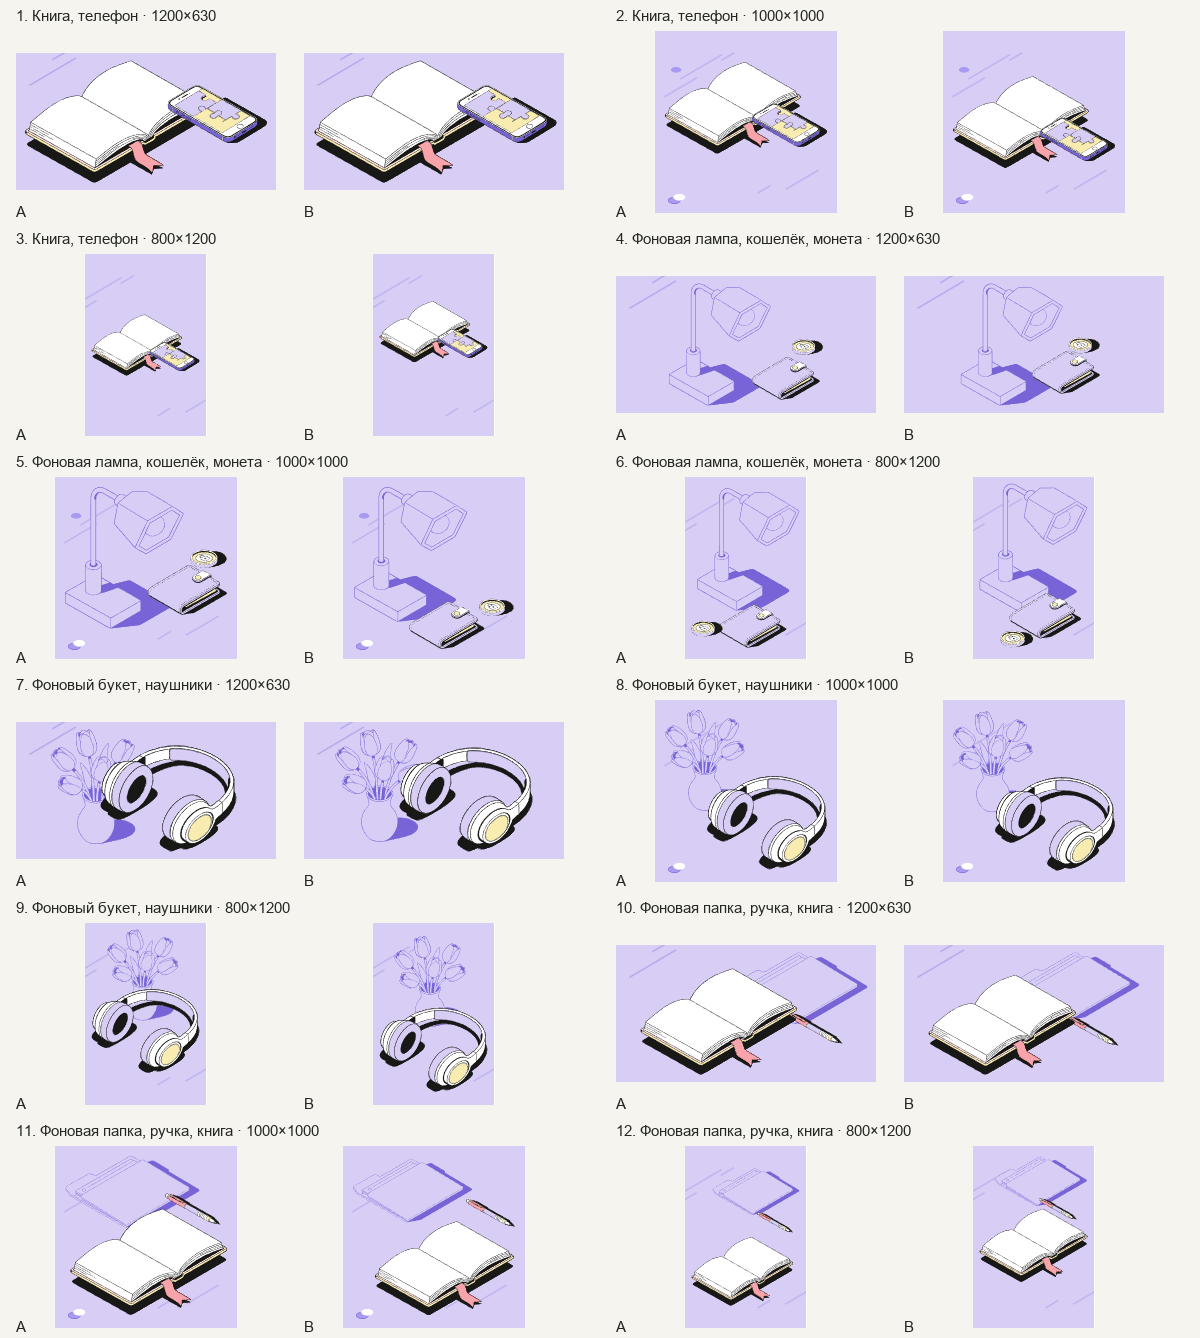 1. Книга, телефон · 1200×630
A
B
2. Книга, телефон · 1000×1000
A
B
3. Книга, телефон · 800×1200
A
B
4. Фоновая лампа, кошелёк, монета · 1200×630
A
B
5. Фоновая лампа, кошелёк, монета · 1000×1000
A
B
6. Фоновая лампа, кошелёк, монета · 800×1200
A
B
7. Фоновый букет, наушники · 1200×630
A
B
8. Фоновый букет, наушники · 1000×1000
A
B
9. Фоновый букет, наушники · 800×1200
A
B
10. Фоновая папка, ручка, книга · 1200×630
A
B
11. Фоновая папка, ручка, книга · 1000×1000
A
B
12. Фоновая папка, ручка, книга · 800×1200
A
B